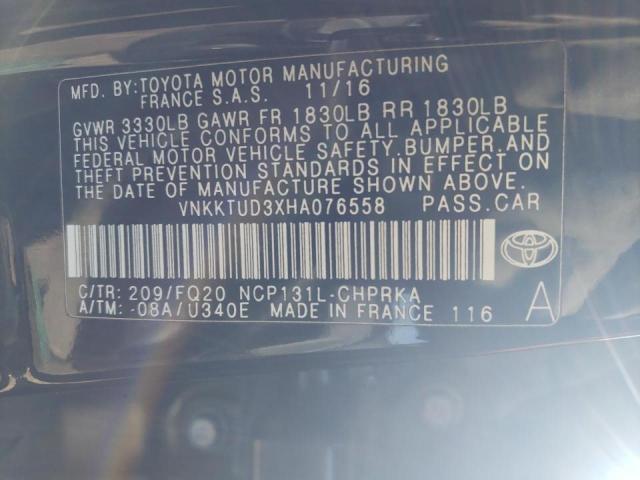 MFD. BY: TOYOTA MOTOR MANUFACTURING
FRANCE S.A.S. 11/16
GVWR 3330LB GAWR FR 1830LB RR 1830LB
THIS VEHICLE CONFORMS TO ALL APPLICABLE
FEDERAL MOTOR VEHICLE SAFETY, BUMPER, AND
THEFT PREVENTION STANDARDS IN EFFECT ON
THE DATE OF MANUFACTURE SHOWN ABOVE.
VNKKTUD3XHA076558 PASS.CAR
C/TR: 209/FQ20 NCP131L-CHPRKA
A/TM: -08A/U340E MADE IN FRANCE 116
A